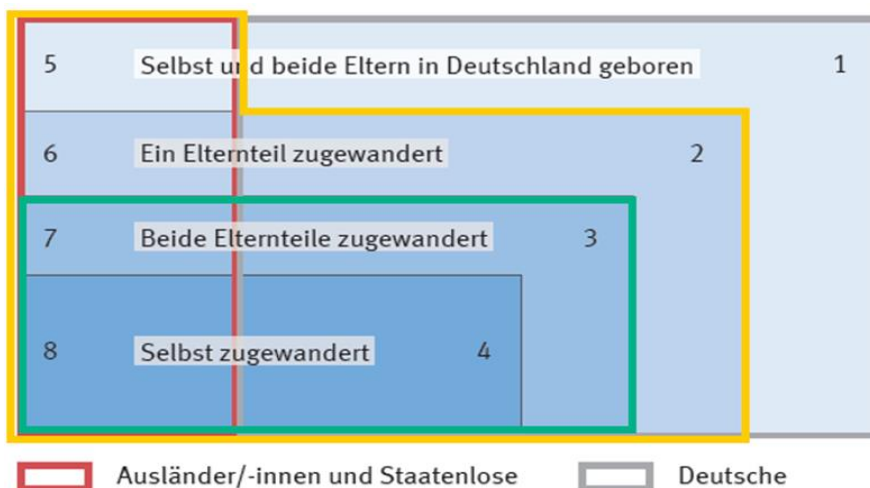 5 Selbst und beide Eltern in Deutschland geboren 1
6 Ein Elternteil zugewandert 2
7 Beide Elternteile zugewandert 3
8 Selbst zugewandert 4
Ausländer/-innen und Staatenlose Deutsche